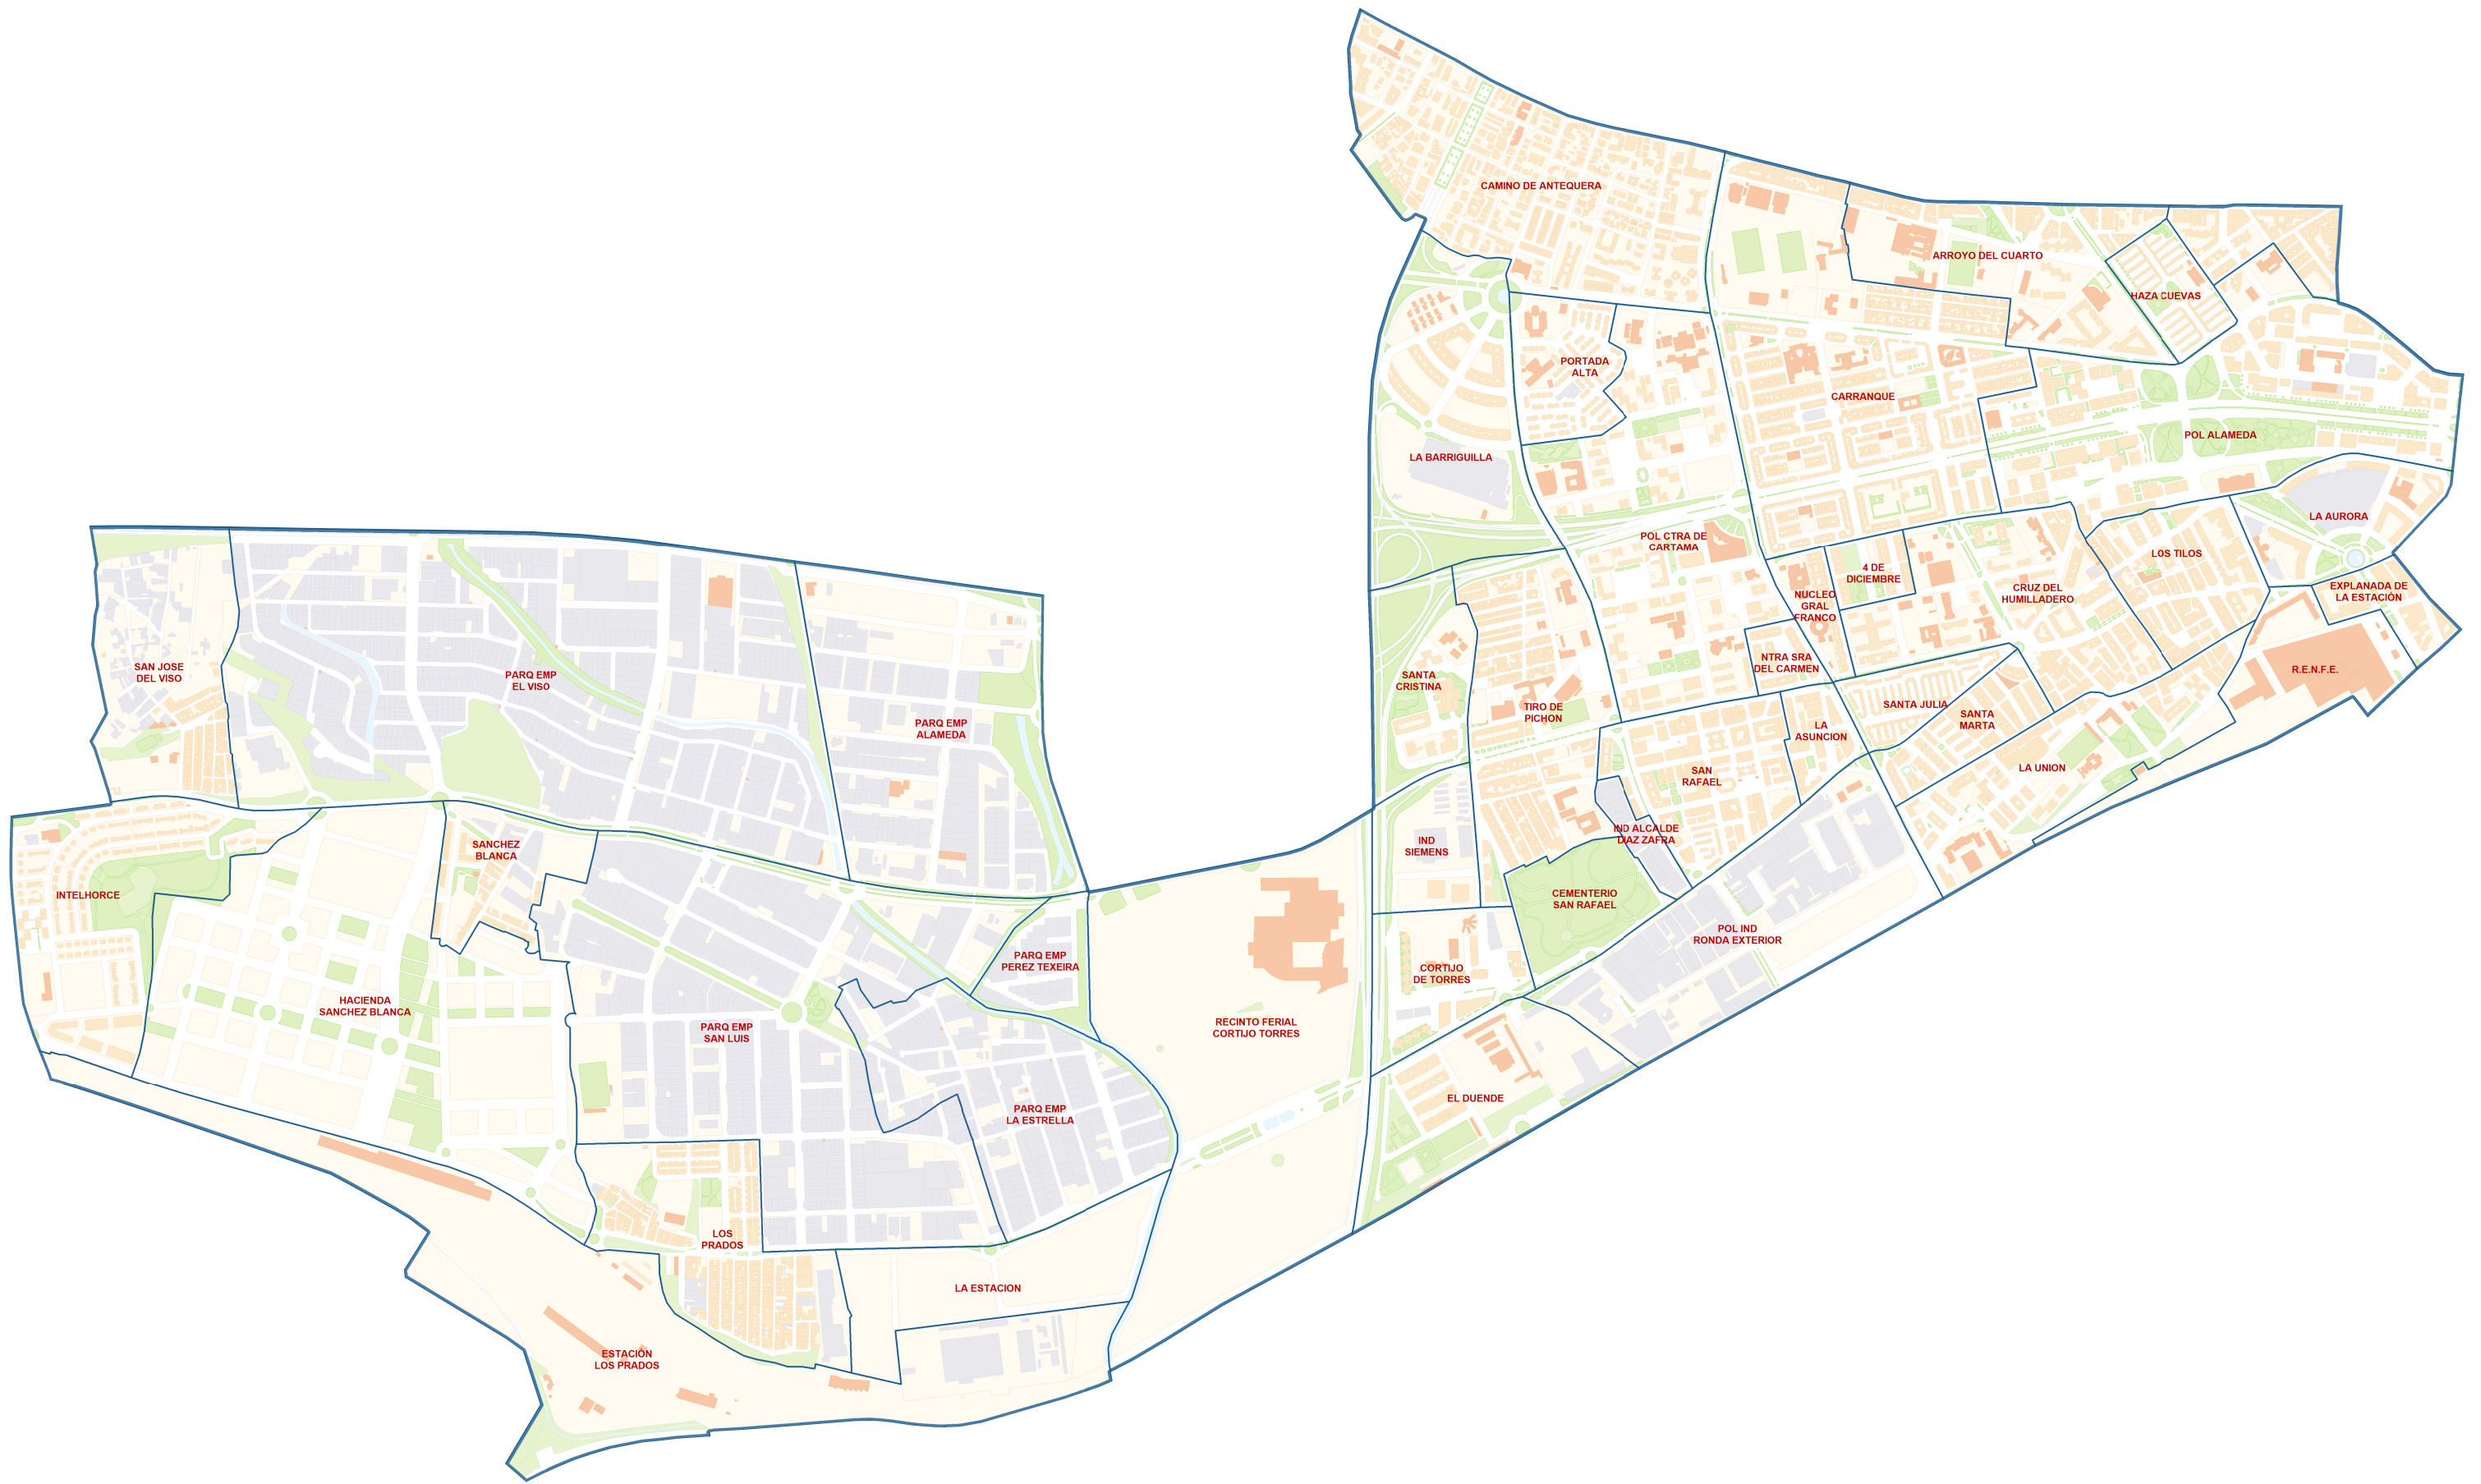 CAMINO DE ANTEQUERA
ARROYO DEL CUARTO
HAZA CUEVAS
PORTADA
ALTA
CARRANQUE
POL ALAMEDA
LA BARRIGUILLA
LA AURORA
POL CTRA DE
CARTAMA
LOS TILOS
4 DE
DICIEMBRE
CRUZ DEL
HUMILLADERO
EXPLANADA DE
LA ESTACIÓN
NUCLEO
GRAL
FRANCO
SAN JOSE
DEL VISO
PARQ EMP
EL VISO
SANTA
CRISTINA
NTRA SRA
DEL CARMEN
R.E.N.F.E.
PARQ EMP
ALAMEDA
TIRO DE
PICHON
SANTA JULIA
SANTA
MARTA
LA
ASUNCION
LA UNION
SAN
RAFAEL
IND ALCALDE
DIAZ ZAFRA
IND
SIEMENS
SANCHEZ
BLANCA
INTELHORCE
CEMENTERIO
SAN RAFAEL
POL IND
RONDA EXTERIOR
PARQ EMP
PEREZ TEXEIRA
CORTIJO
DE TORRES
HACIENDA
SANCHEZ BLANCA
RECINTO FERIAL
CORTIJO TORRES
PARQ EMP
SAN LUIS
EL DUENDE
PARQ EMP
LA ESTRELLA
LOS
PRADOS
LA ESTACION
ESTACIÓN
LOS PRADOS